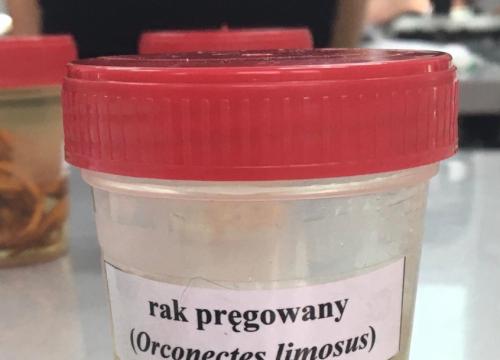 rak pręgowany
(Orconectes limosus)